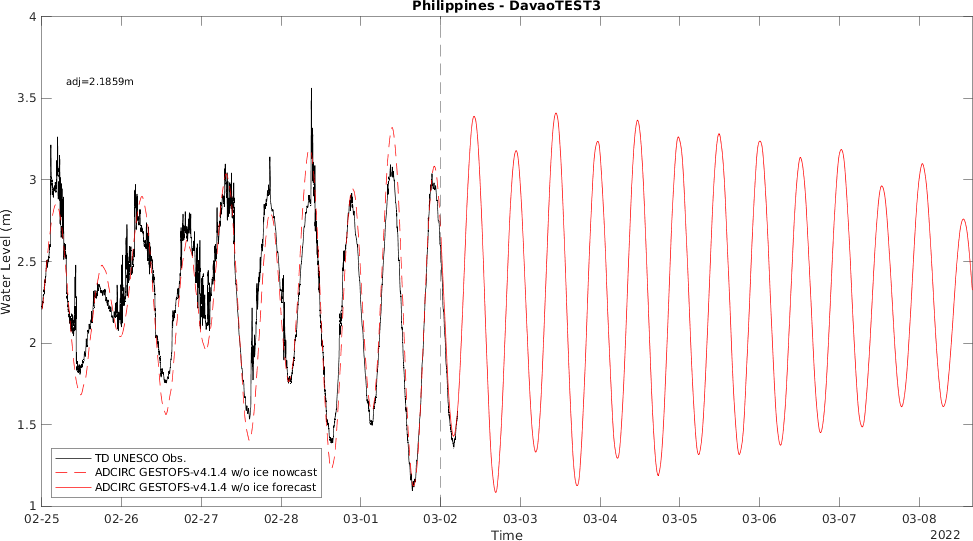 Philippines - DavaoTEST3
4
adj=2.1859m
3.5
3
2.5
2
1.5
1
Water Level (m)
TD UNESCO Obs.
ADCIRC GESTOFS-v4.1.4 w/o ice nowcast
ADCIRC GESTOFS-v4.1.4 w/o ice forecast
02-25 02-26 02-27 02-28 03-01 03-02 03-03 03-04 03-05 03-06 03-07 03-08
Time
2022